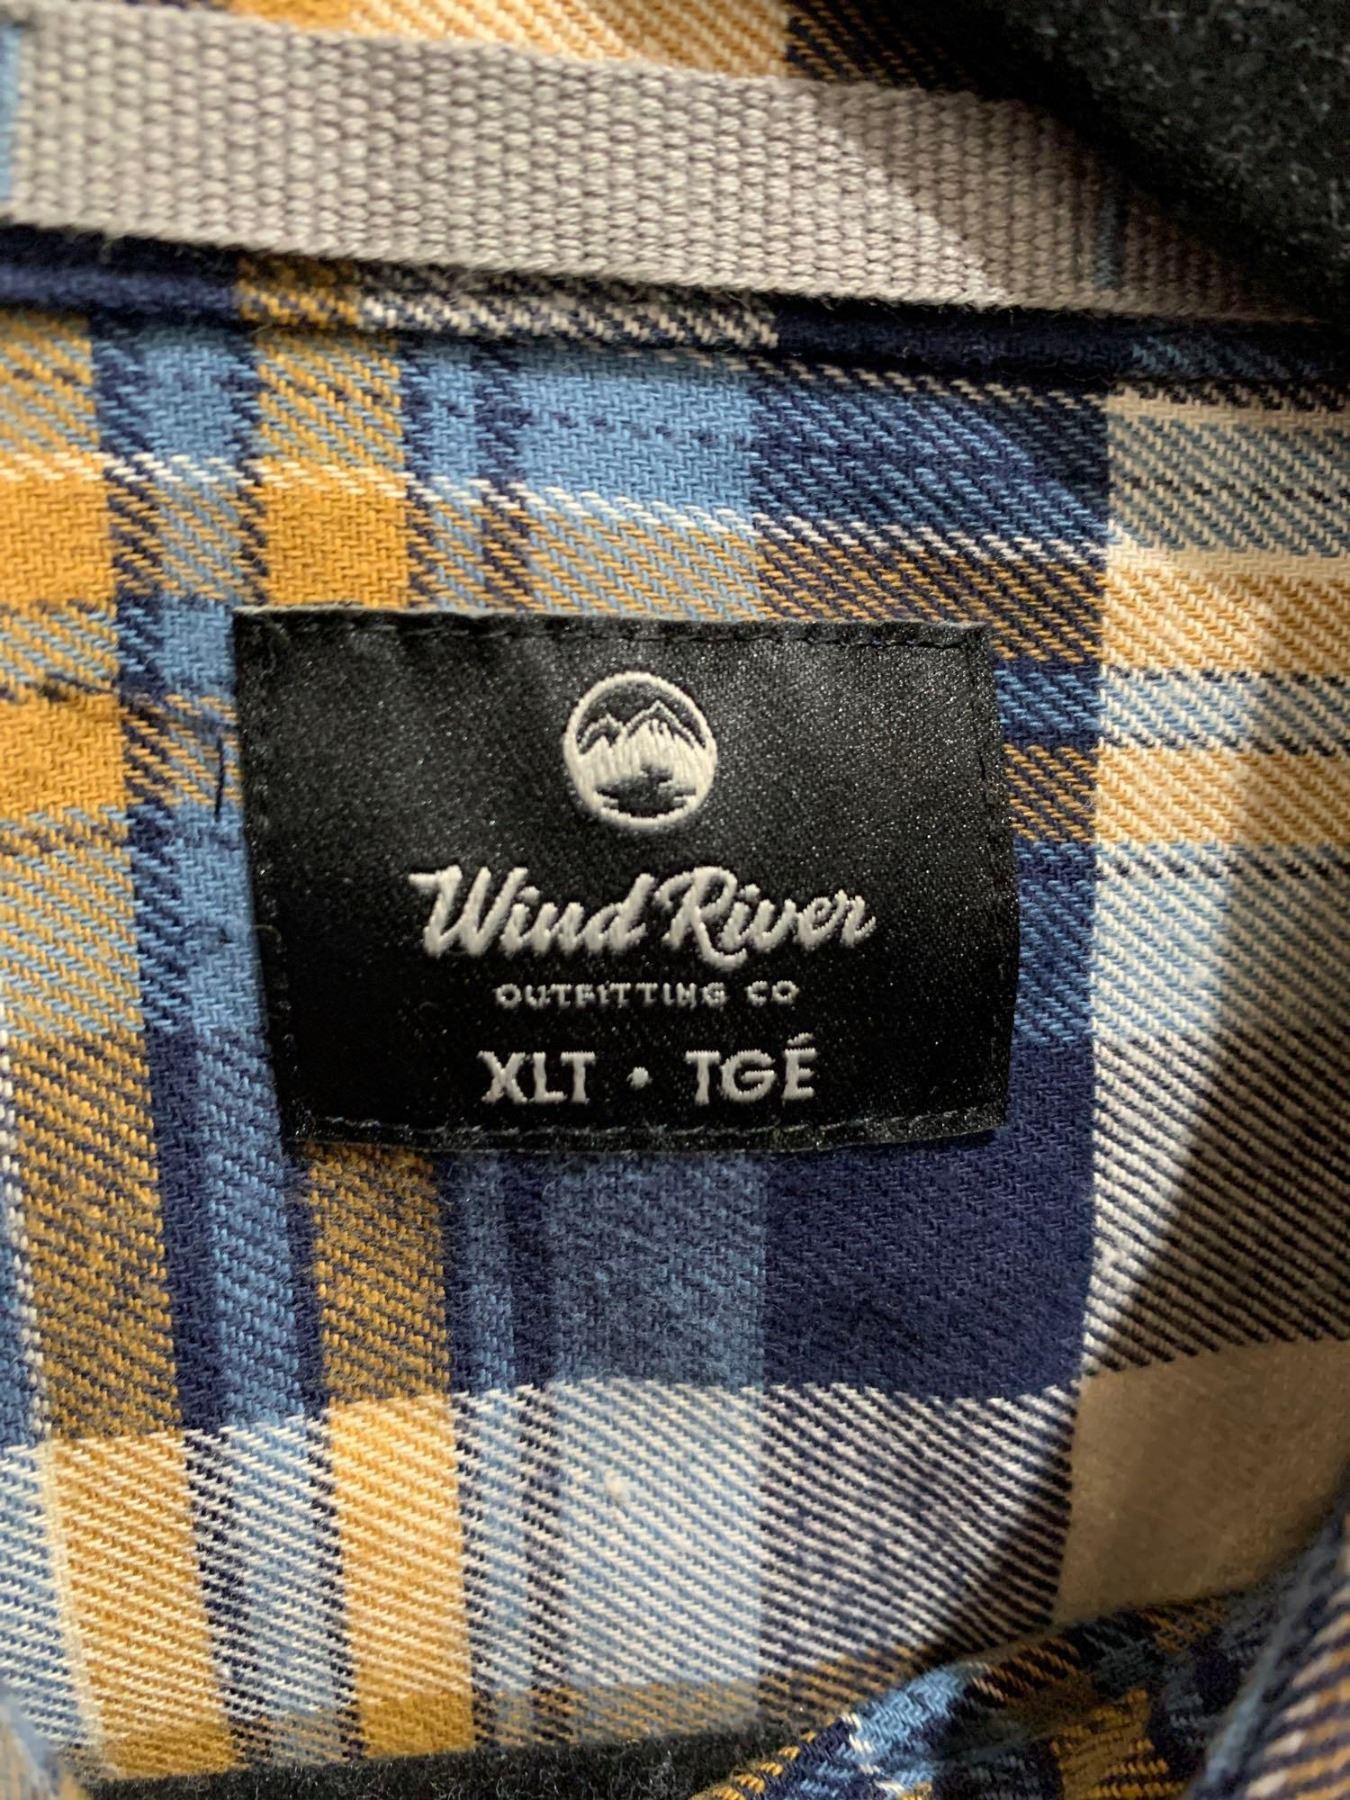 Wind River
OUTFITTING CO
XLT • TGÉ